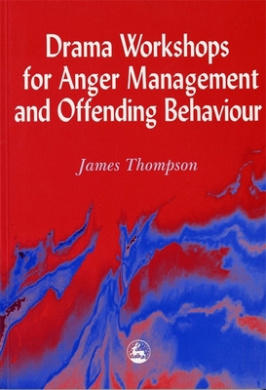 Drama Workshops
for Anger Management
and Offending Behaviour
James Thompson